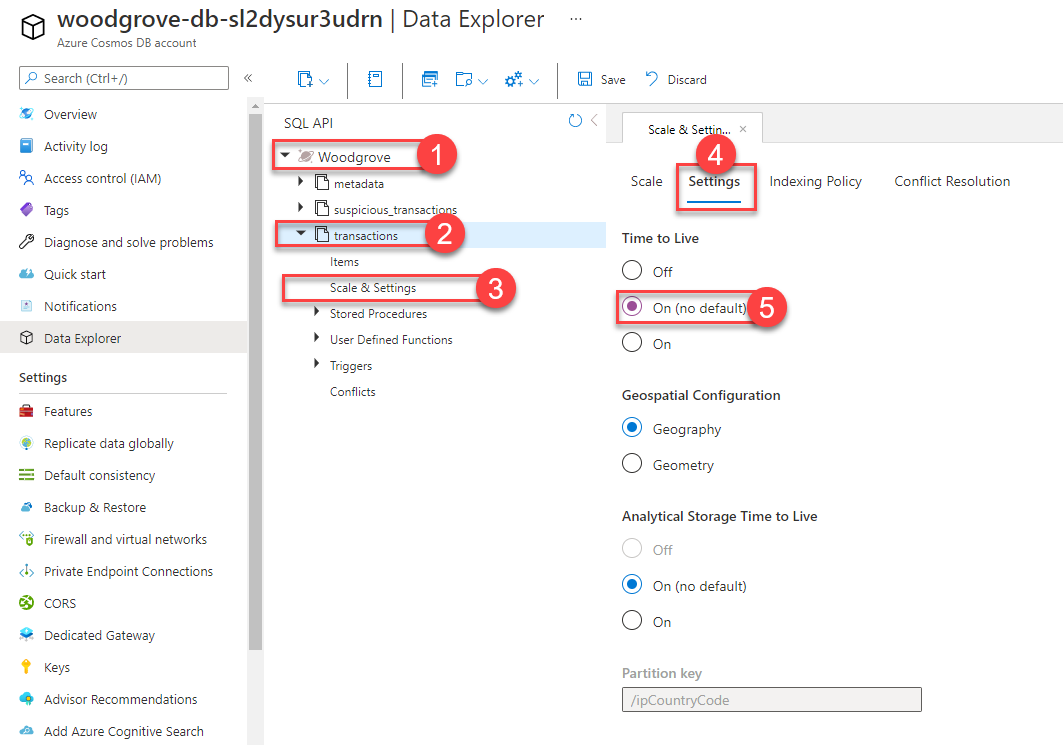 woodgrove-db-sl2dysur3udrn | Data Explorer ...
Azure Cosmos DB account
Search (Ctrl+/)
«
Overview
Activity log
Access control (IAM)
Tags
Diagnose and solve problems
Quick start
Notifications
Data Explorer
Settings
Features
Replicate data globally
Default consistency
Backup & Restore
Firewall and virtual networks
Private Endpoint Connections
CORS
Dedicated Gateway
Keys
Advisor Recommendations
Add Azure Cognitive Search
Save
Discard
SQL API
Woodgrove 1
metadata
suspicious_transactions
transactions 2
Items
Scale & Settings 3
Stored Procedures
User Defined Functions
Triggers
Conflicts
Scale & Settin... ×
4
Scale Settings Indexing Policy Conflict Resolution
Time to Live
Off
On (no default) 5
On
Geospatial Configuration
Geography
Geometry
Analytical Storage Time to Live
Off
On (no default)
On
Partition key
/ipCountryCode